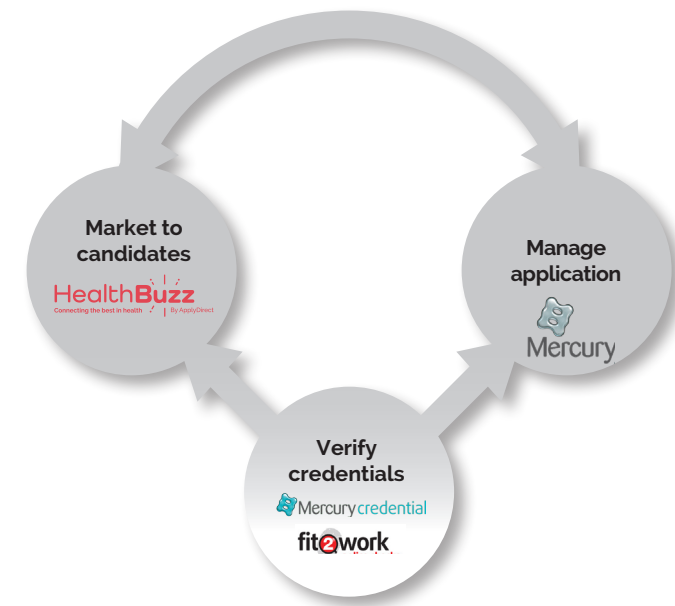 Market to
candidates
HealthBuzz
Connecting the best in health
By ApplyDirect
Manage
application
Mercury
Verify
credentials
Mercury credential
fit2work